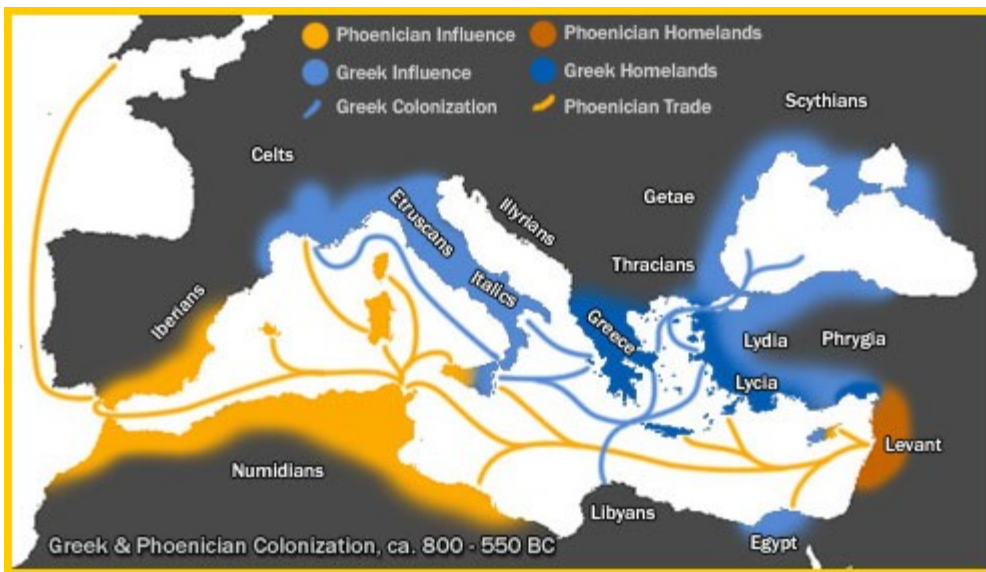 Phoenician Influence
Phoenician Homelands
Greek Influence
Greek Homelands
Greek Colonization
Phoenician Trade
Scythians
Celts
Getae
Etruscans
Illyrians
Thracians
Italics
Iberians
Greece
Lydia
Phrygia
Lycia
Levant
Numidians
Libyans
Egypt
Greek & Phoenician Colonization, ca. 800 - 550 BC